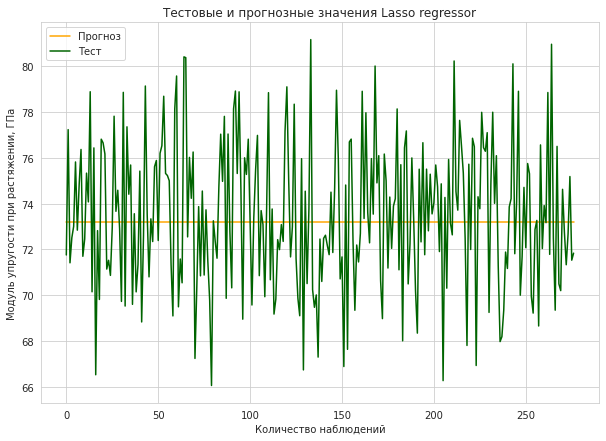 Тестовые и прогнозные значения Lasso regressor
Прогноз
Тест
Модуль упругости при растяжении, ГПа
80
78
76
74
72
70
68
66
0
50
100
150
200
250
Количество наблюдений